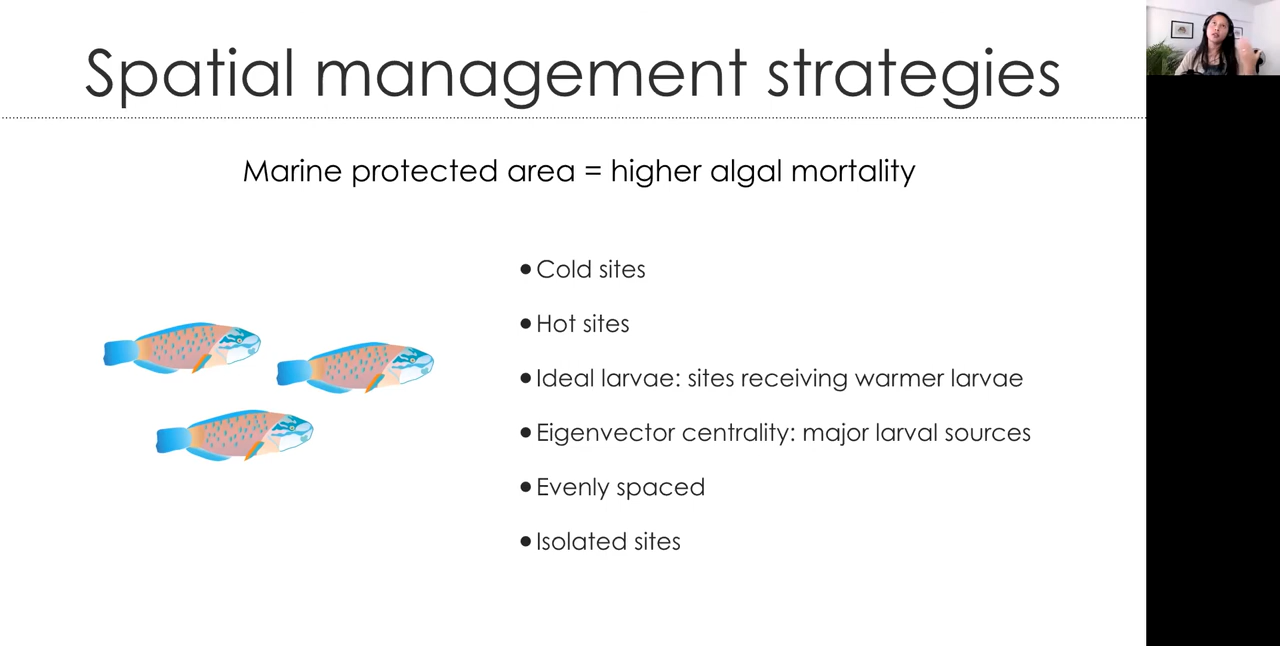 Spatial management strategies
Marine protected area = higher algal mortality
• Cold sites
• Hot sites
• Ideal larvae: sites receiving warmer larvae
• Eigenvector centrality: major larval sources
• Evenly spaced
• Isolated sites